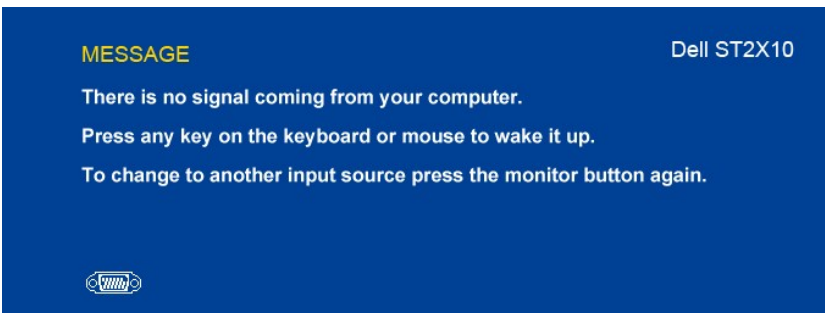 MESSAGE
Dell ST2X10
There is no signal coming from your computer.
Press any key on the keyboard or mouse to wake it up.
To change to another input source press the monitor button again.